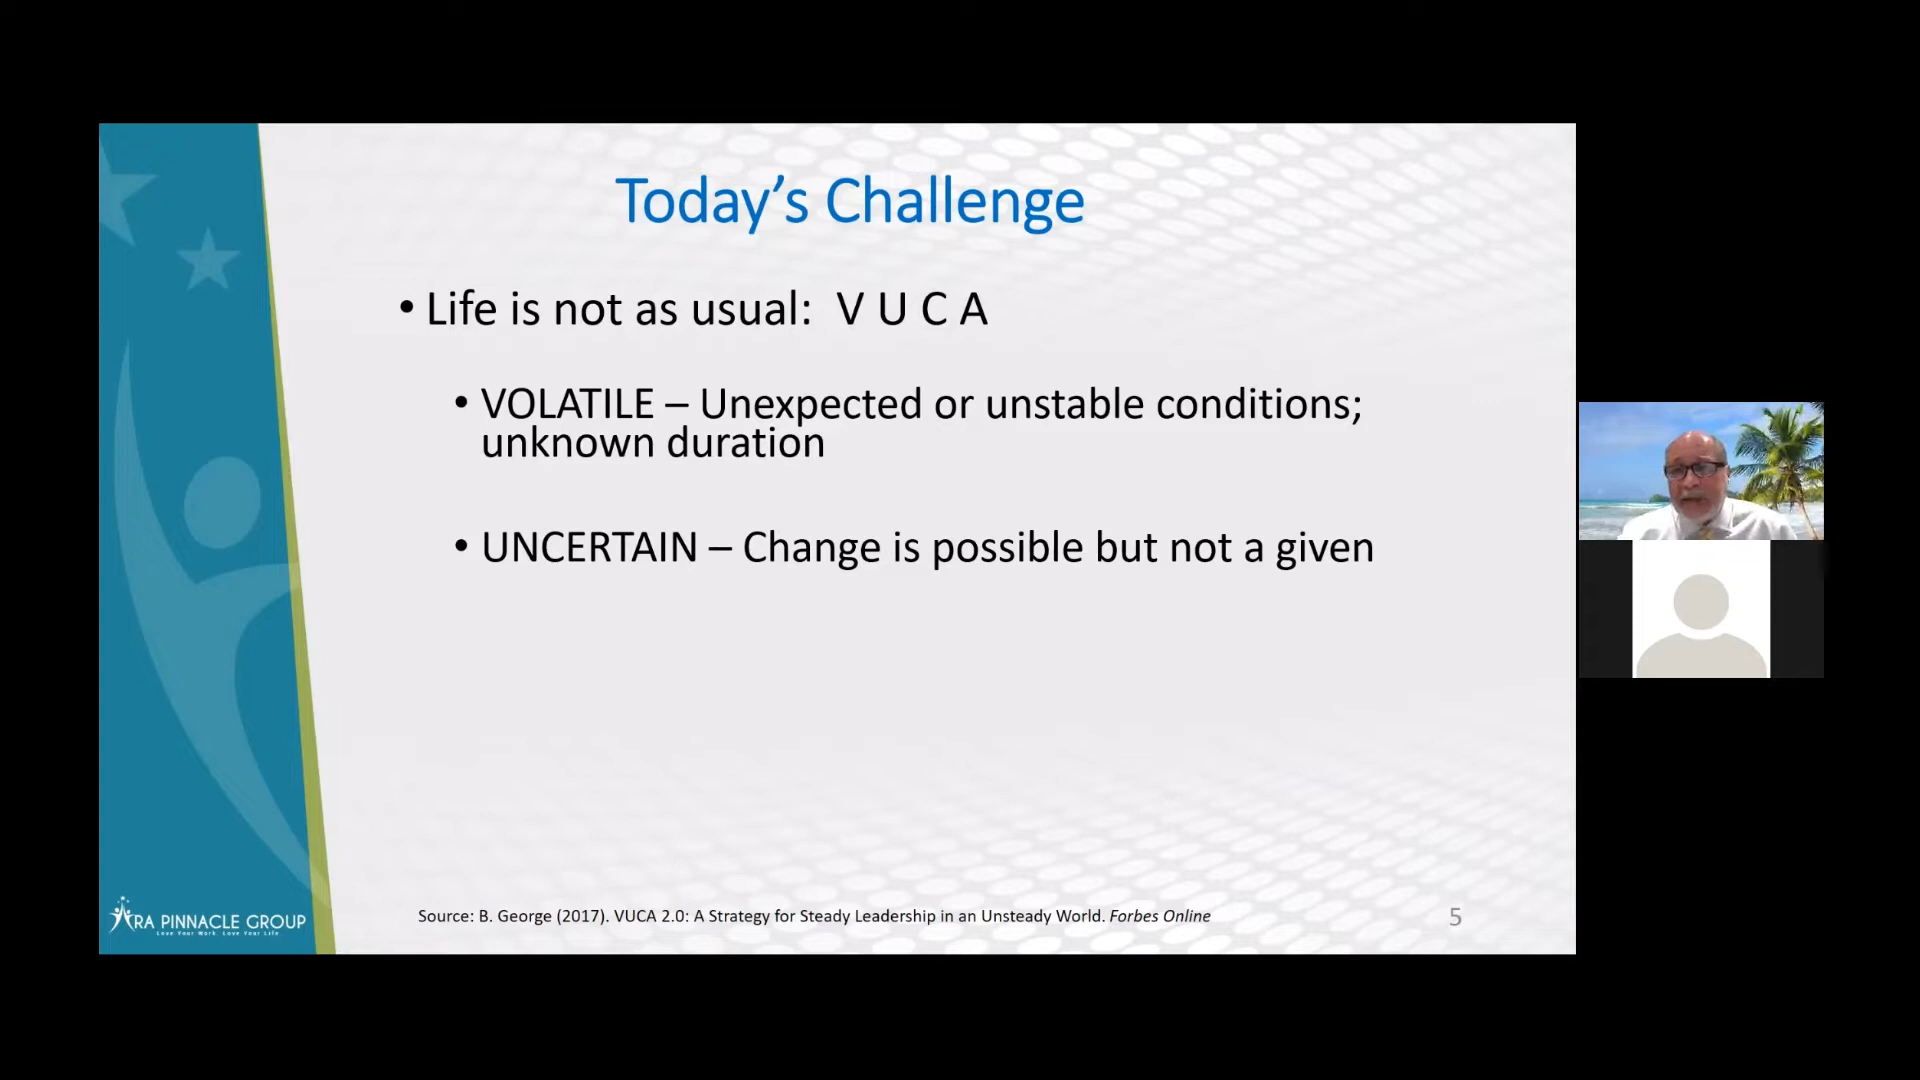 Today’s Challenge
• Life is not as usual:  V U C A
• VOLATILE – Unexpected or unstable conditions;
unknown duration
• UNCERTAIN – Change is possible but not a given
RA PINNACLE GROUP
Love Your Work. Love Your Life.
Source: B. George (2017). VUCA 2.0: A Strategy for Steady Leadership in an Unsteady World. Forbes Online
5